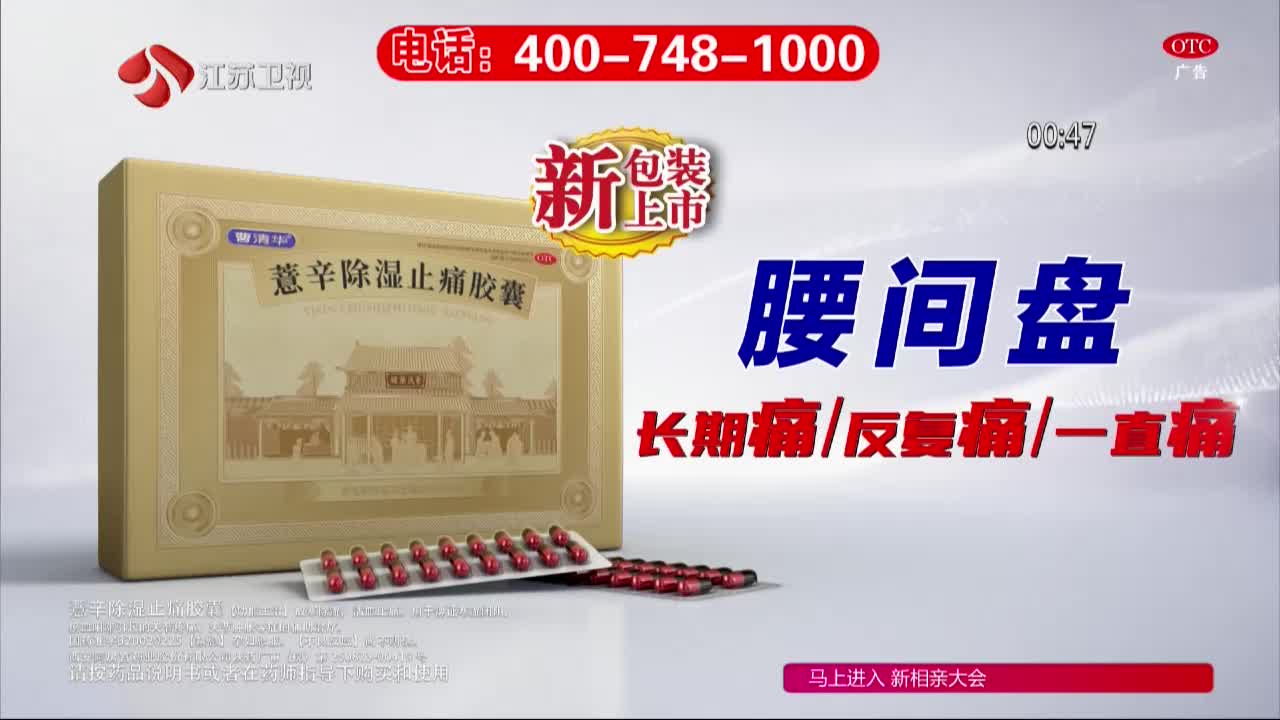 江苏卫视
电话：400-748-1000
OTC
广告
00:47
新包装上市
曹清华®
OTC
薏辛除湿止痛胶囊
腰间盘
长期痛/反复痛/一直痛
薏辛除湿止痛胶囊
请按药品说明书或者在药师指导下购买和使用
马上进入 新相亲大会